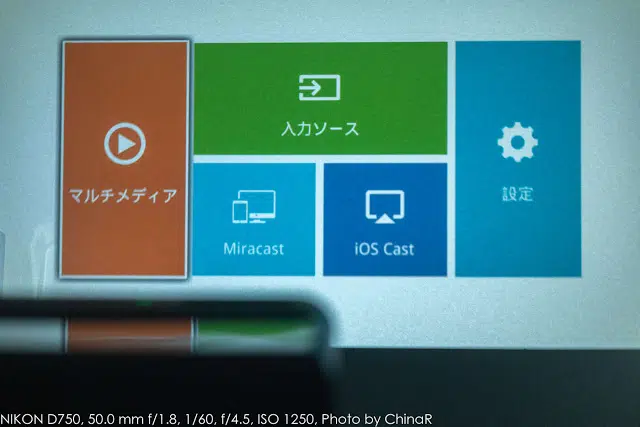 入力ソース
マルチメディア
設定
Miracast
iOS Cast
NIKON D750, 50.0 mm f/1.8, 1/60, f/4.5, ISO 1250, Photo by ChinaR